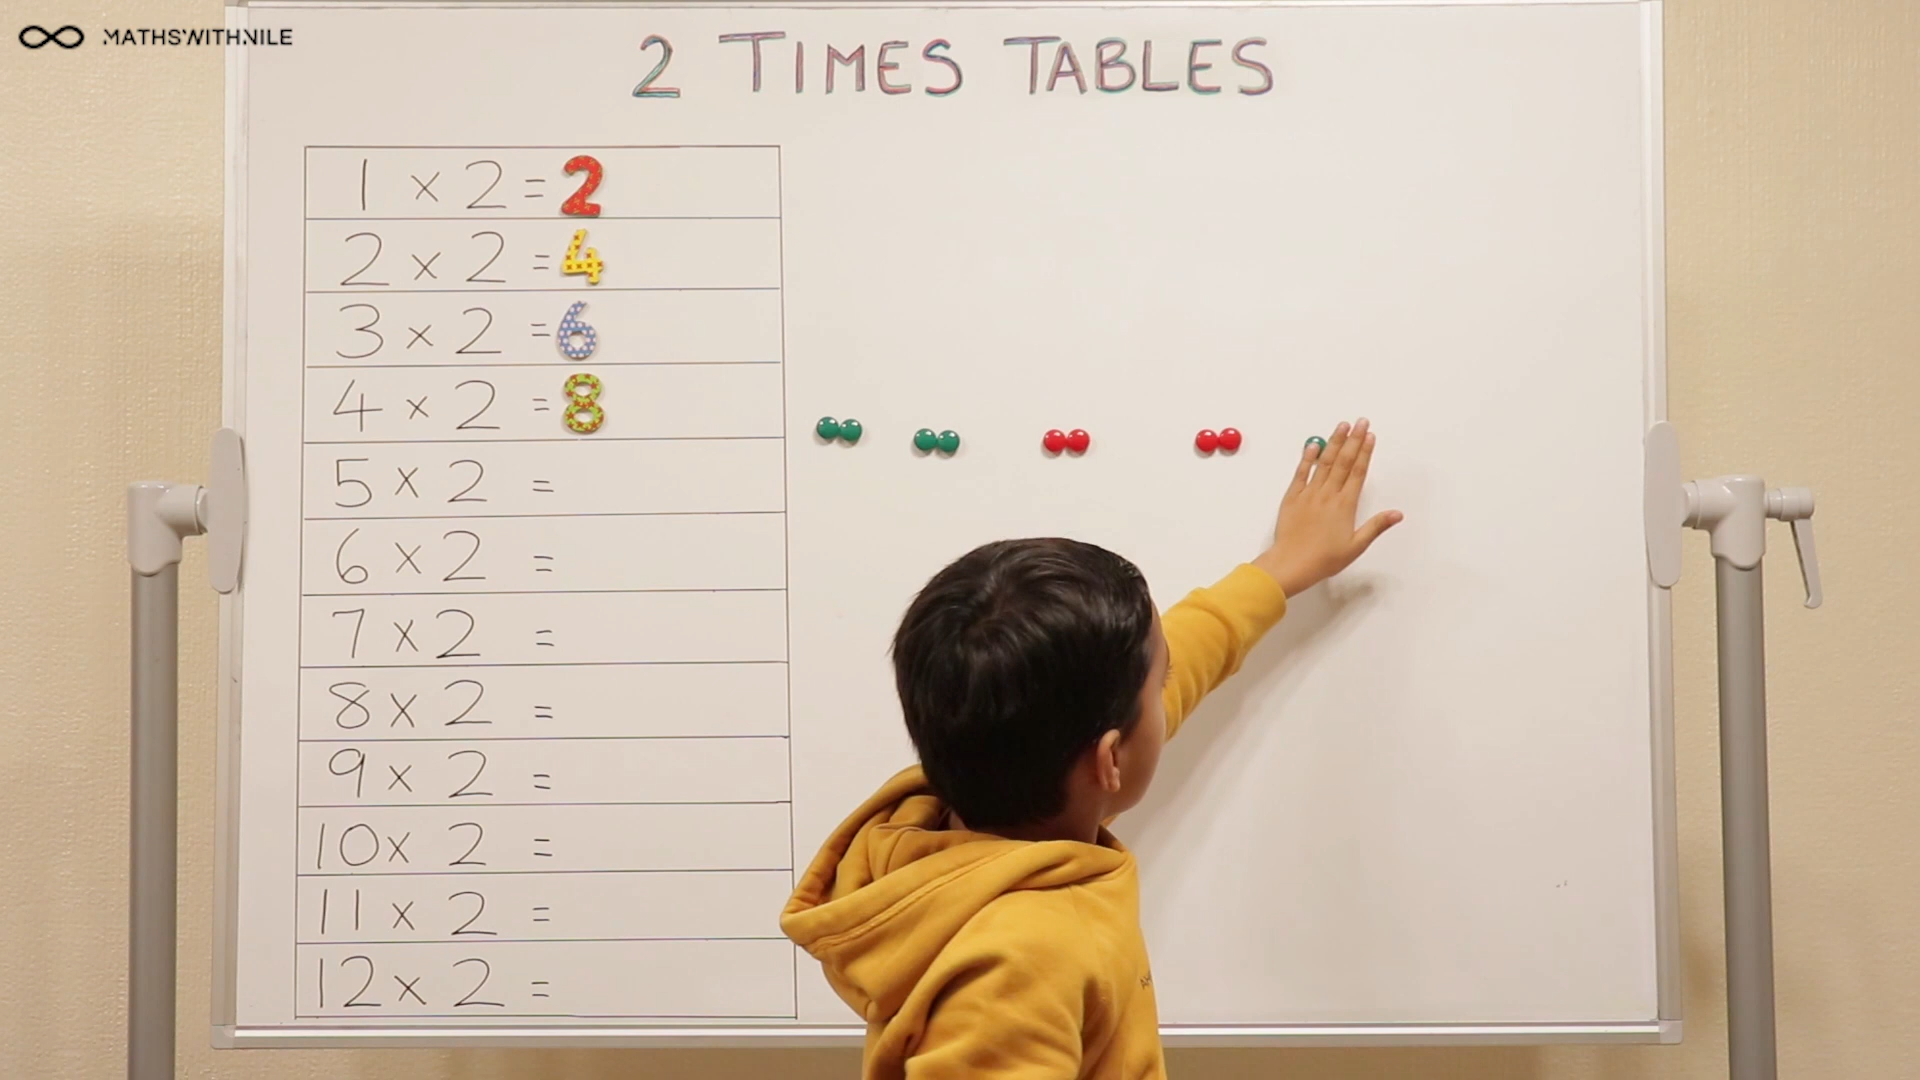 MATHSWITHNILE
2 TIMES TABLES
1 × 2 = 2
2 × 2 = 4
3 × 2 = 6
4 × 2 = 8
5 × 2 =
6 × 2 =
7 × 2 =
8 × 2 =
9 × 2 =
10 × 2 =
11 × 2 =
12 × 2 =